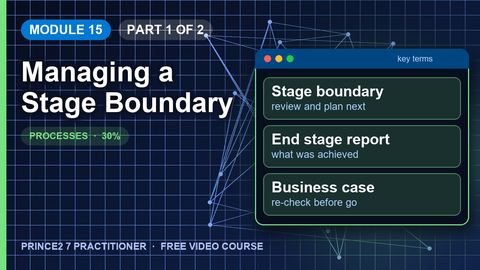 MODULE 15
PART 1 OF 2
Managing a
Stage Boundary
PROCESSES · 30%
key terms
Stage boundary
review and plan next
End stage report
what was achieved
Business case
re-check before go
PRINCE2 7 PRACTITIONER · FREE VIDEO COURSE